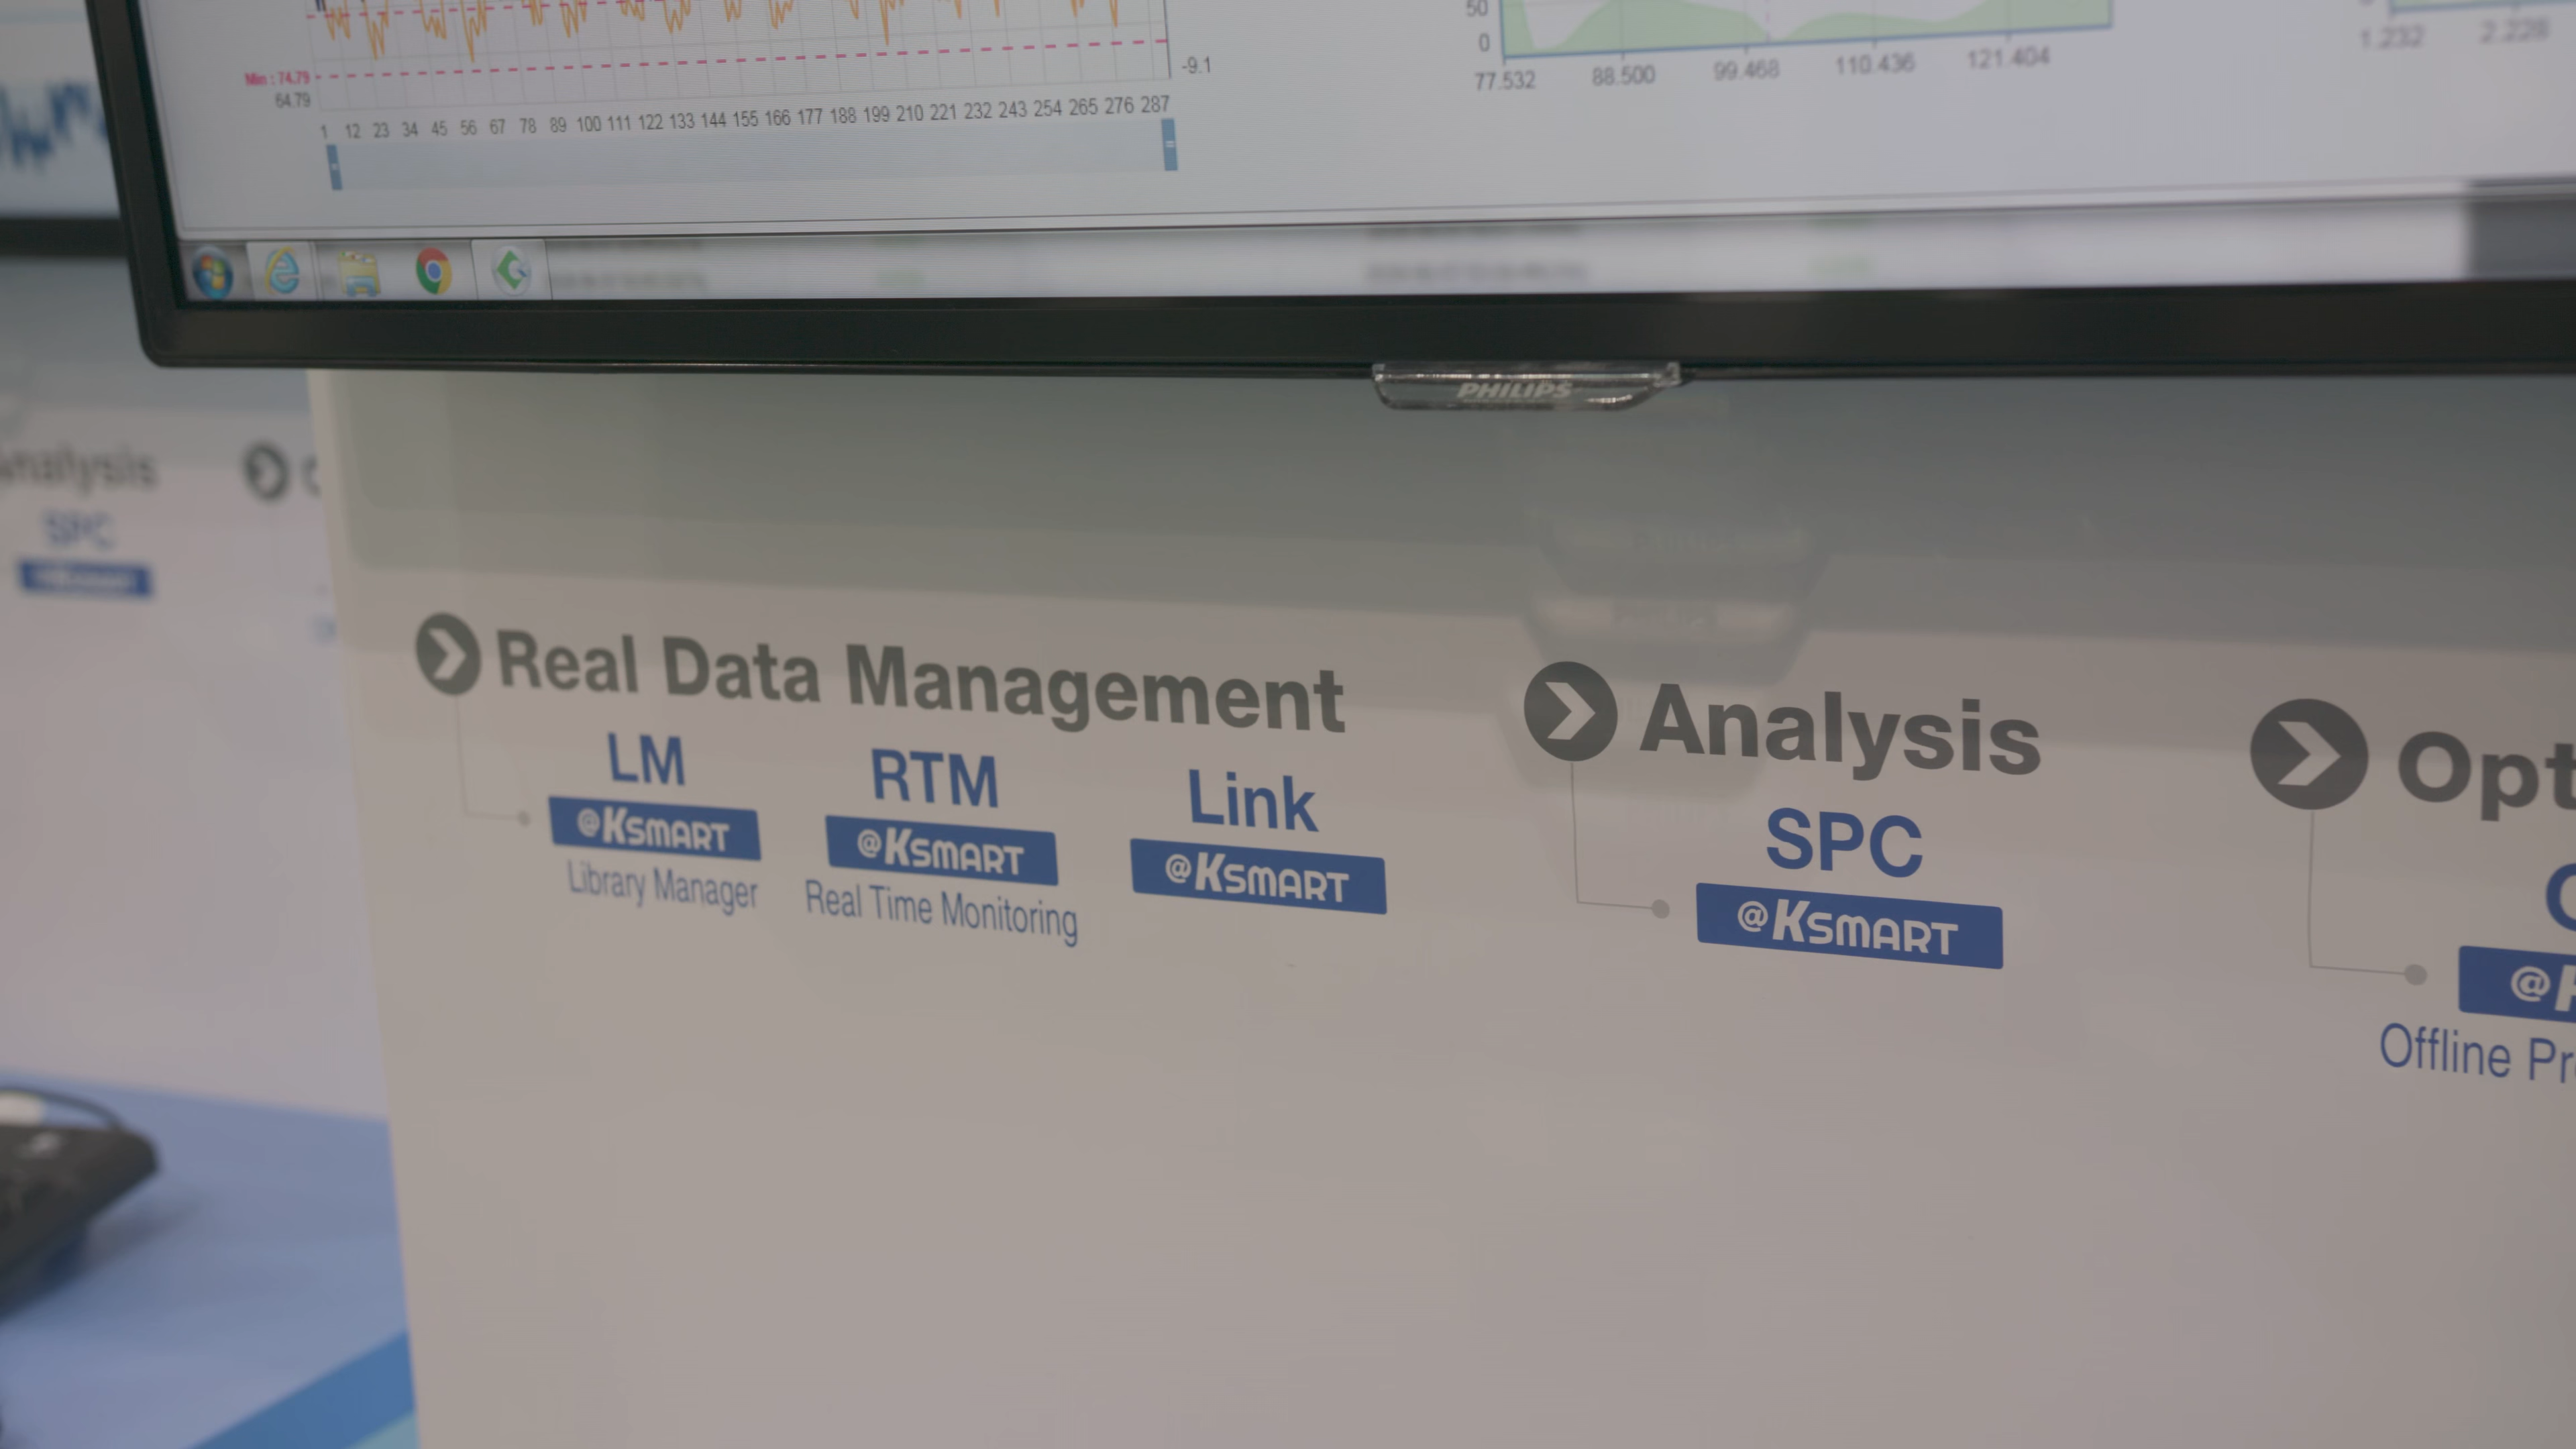 50
0
77.532 88.500 99.468 110.436 121.404
1.232 2.228
Min : 74.79
64.79
-9.1
1 12 23 34 45 56 67 78 89 100 111 122 133 144 155 166 177 188 199 210 221 232 243 254 265 276 287
PHILIPS
Analysis
SPC
Real Data Management
LM
@KSMART
Library Manager
RTM
@KSMART
Real Time Monitoring
Link
@KSMART
Analysis
SPC
@KSMART
Opt
@K
Offline Pr